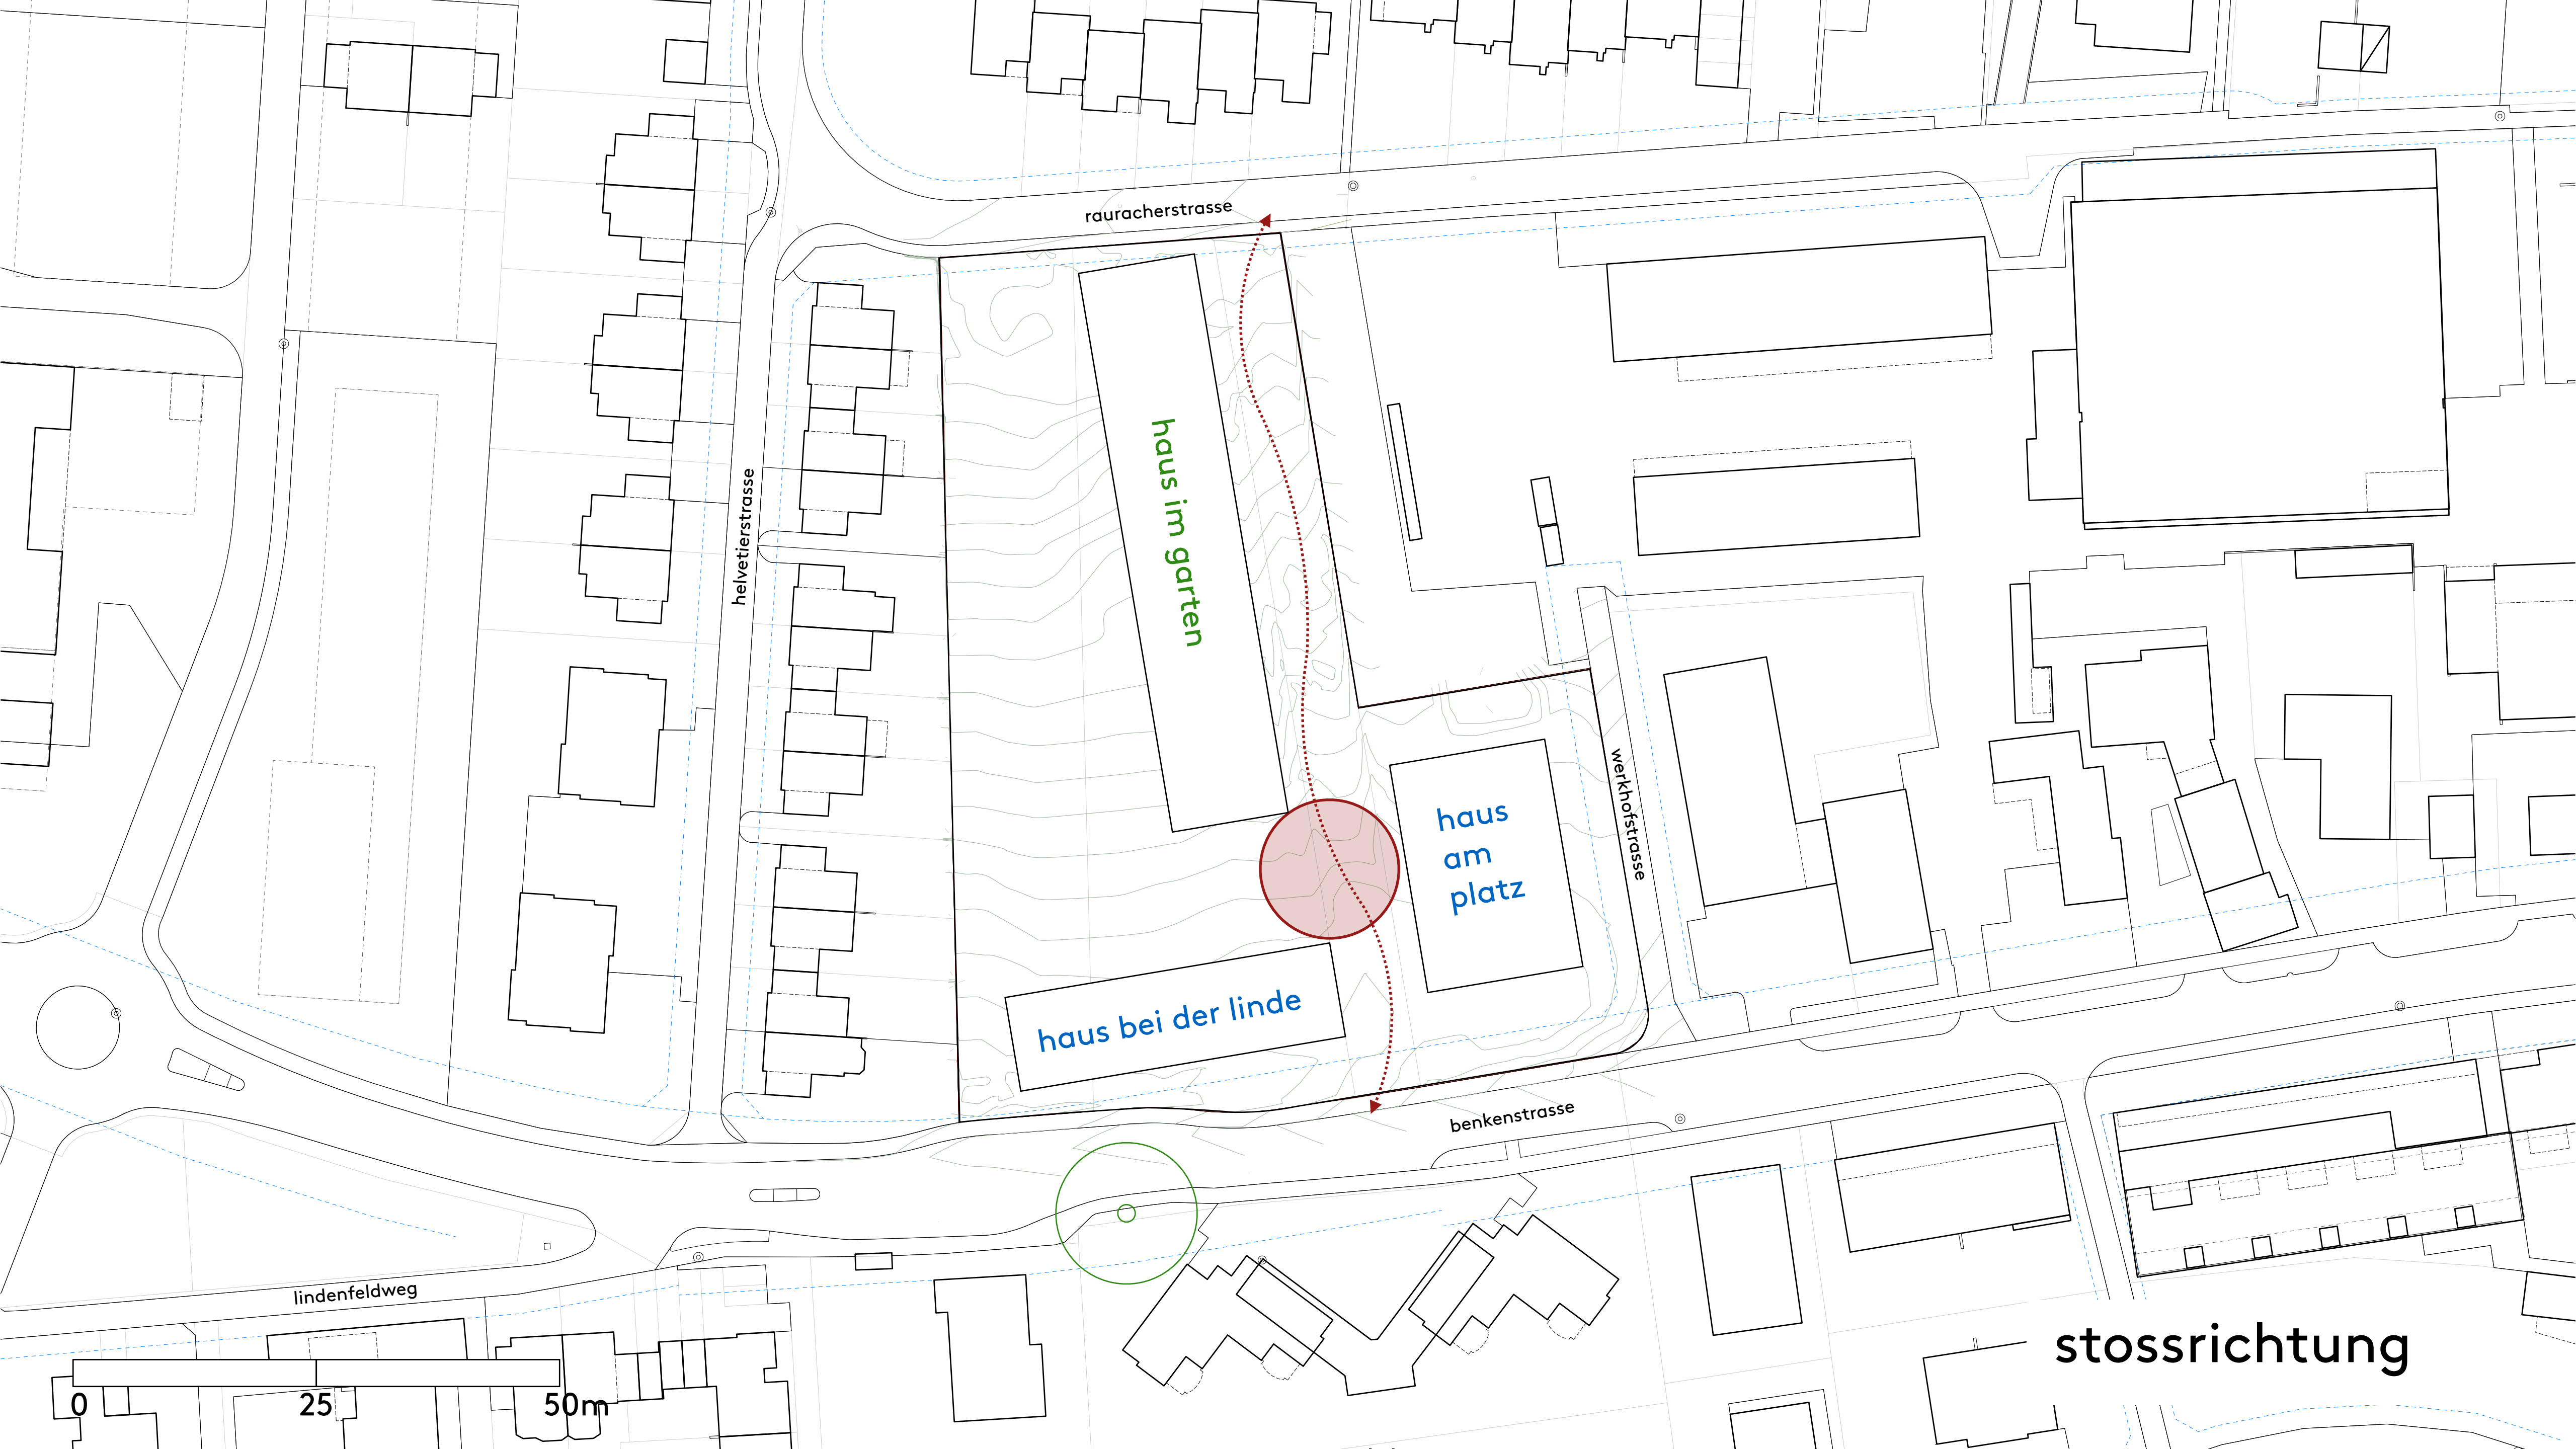 rauracherstrasse
helvetierstrasse
haus im garten
werkhofstrasse
haus
am
platz
haus bei der linde
benkenstrasse
lindenfeldweg
stossrichtung
0 25 50m